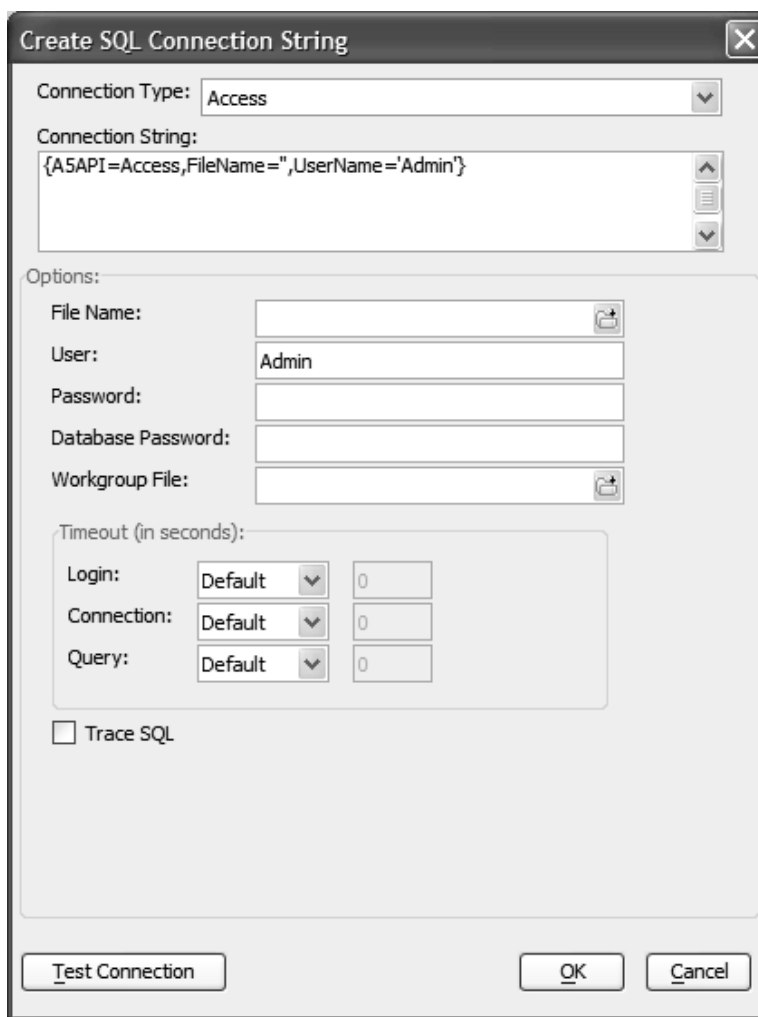 Create SQL Connection String
Connection Type: Access
Connection String:
{A5API=Access,FileName='',UserName='Admin'}
Options:
File Name:
User: Admin
Password:
Database Password:
Workgroup File:
Timeout (in seconds):
Login: Default 0
Connection: Default 0
Query: Default 0
Trace SQL
Test Connection OK Cancel